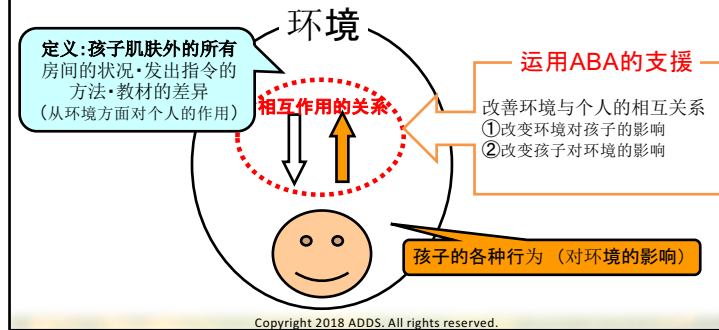 环境
定义:孩子肌肤外的所有
房间的状况・发出指令的
方法・教材的差异
（从环境方面对个人的作用）
相互作用的关系
运用ABA的支援
改善环境与个人的相互关系
①改变环境对孩子的影响
②改变孩子对环境的影响
孩子的各种行为（对环境的影响）
Copyright 2018 ADDS. All rights reserved.